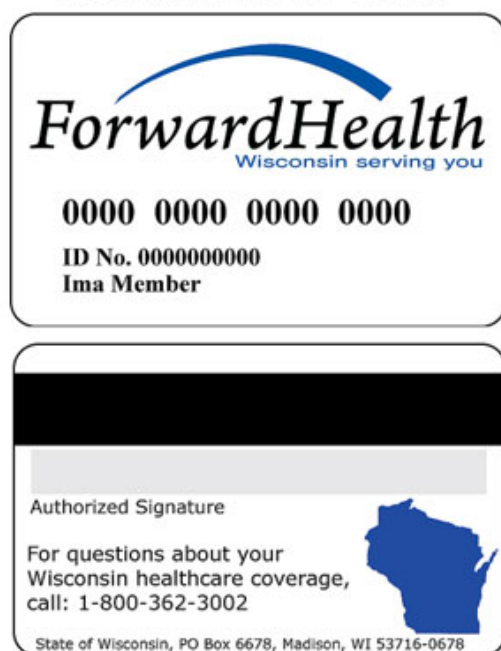 ForwardHealth
Wisconsin serving you
0000 0000 0000 0000
ID No. 0000000000
Ima Member
Authorized Signature
For questions about your
Wisconsin healthcare coverage,
call: 1-800-362-3002
State of Wisconsin, PO Box 6678, Madison, WI 53716-0678